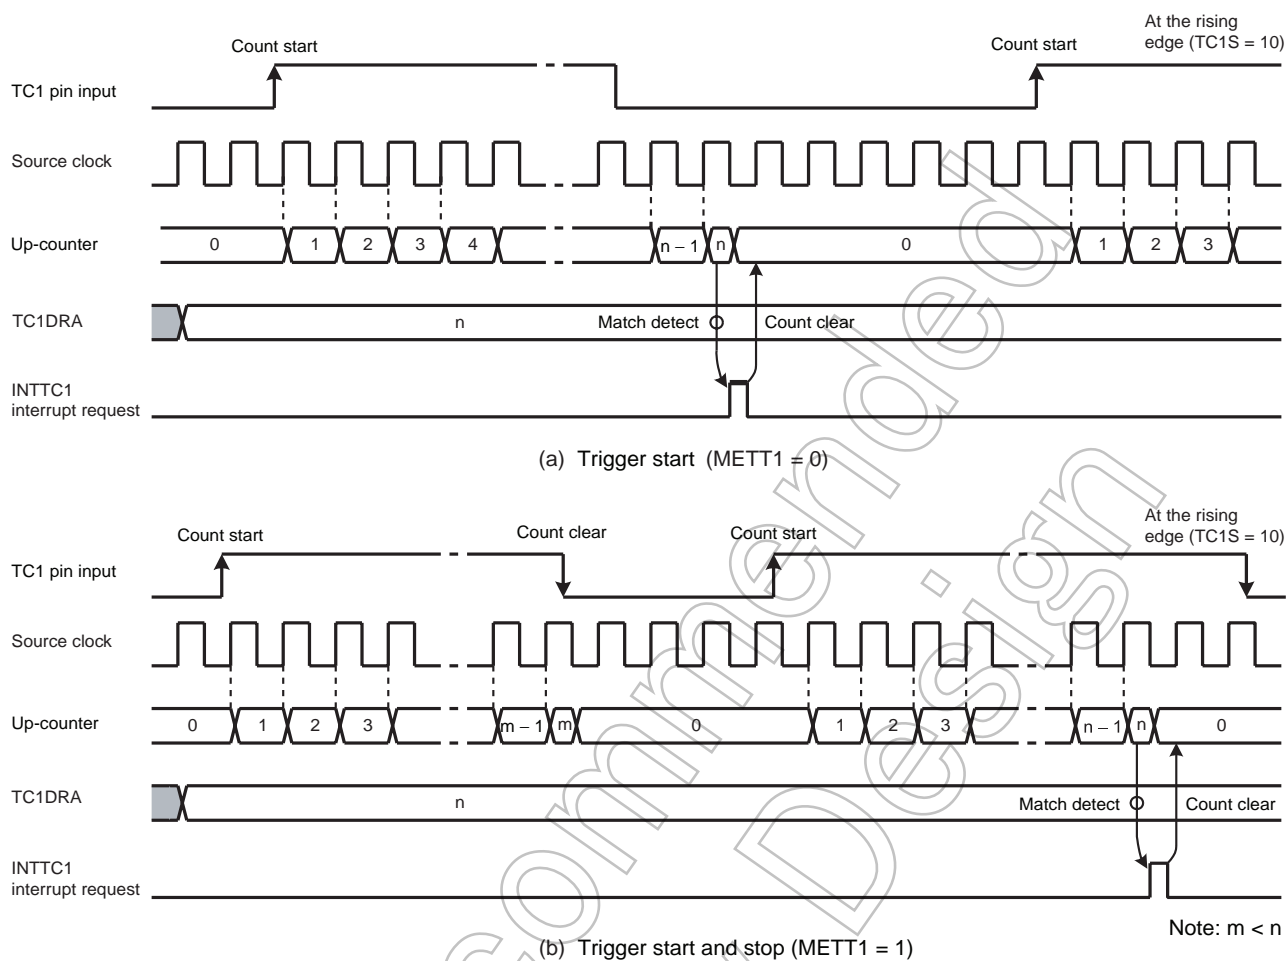 At the rising
edge (TC1S = 10)
Count start
Count start
TC1 pin input
Source clock
Up-counter
0 1 2 3 4 n – 1 n 0 1 2 3
TC1DRA
n
Match detect
Count clear
INTTC1
interrupt request
(a) Trigger start (METT1 = 0)
At the rising
edge (TC1S = 10)
Count start
Count clear
Count start
TC1 pin input
Source clock
Up-counter
0 1 2 3 m – 1 m 0 1 2 3 n – 1 n 0
TC1DRA
n
Match detect
Count clear
INTTC1
interrupt request
Note: m < n
(b) Trigger start and stop (METT1 = 1)
commended
Design